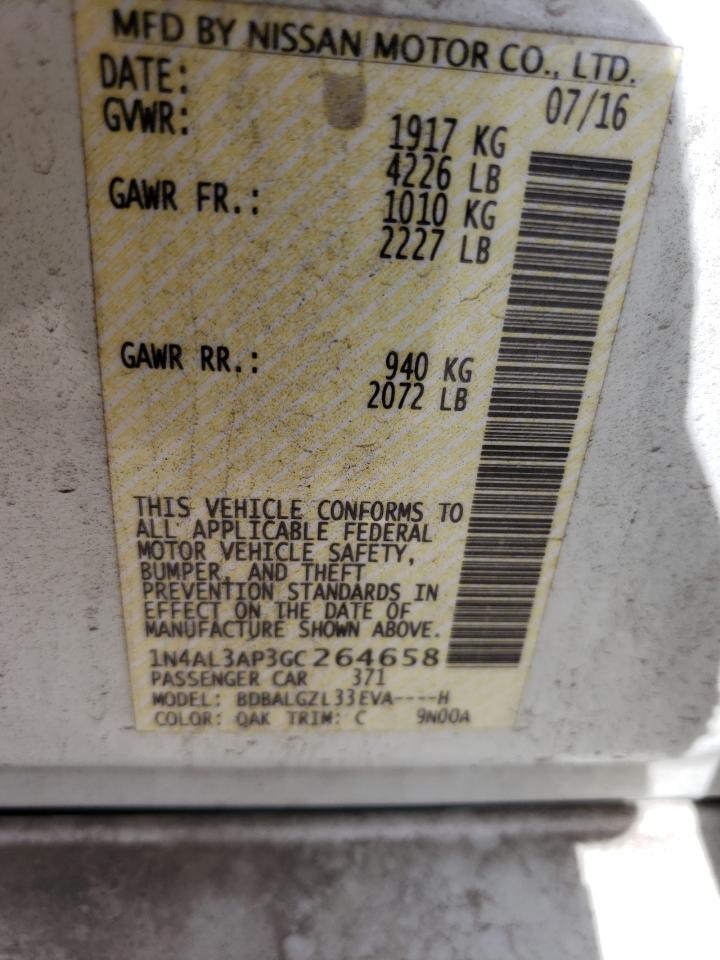 MFD BY NISSAN MOTOR CO., LTD.
DATE: 07/16
GVWR: 1917 KG
4226 LB
GAWR FR.: 1010 KG
2227 LB
GAWR RR.: 940 KG
2072 LB
THIS VEHICLE CONFORMS TO
ALL APPLICABLE FEDERAL
MOTOR VEHICLE SAFETY,
BUMPER, AND THEFT
PREVENTION STANDARDS IN
EFFECT ON THE DATE OF
MANUFACTURE SHOWN ABOVE.
1N4AL3AP3GC264658
PASSENGER CAR 371
MODEL: BDBALGZL33EVA----H
COLOR: QAK TRIM: C 9N00A